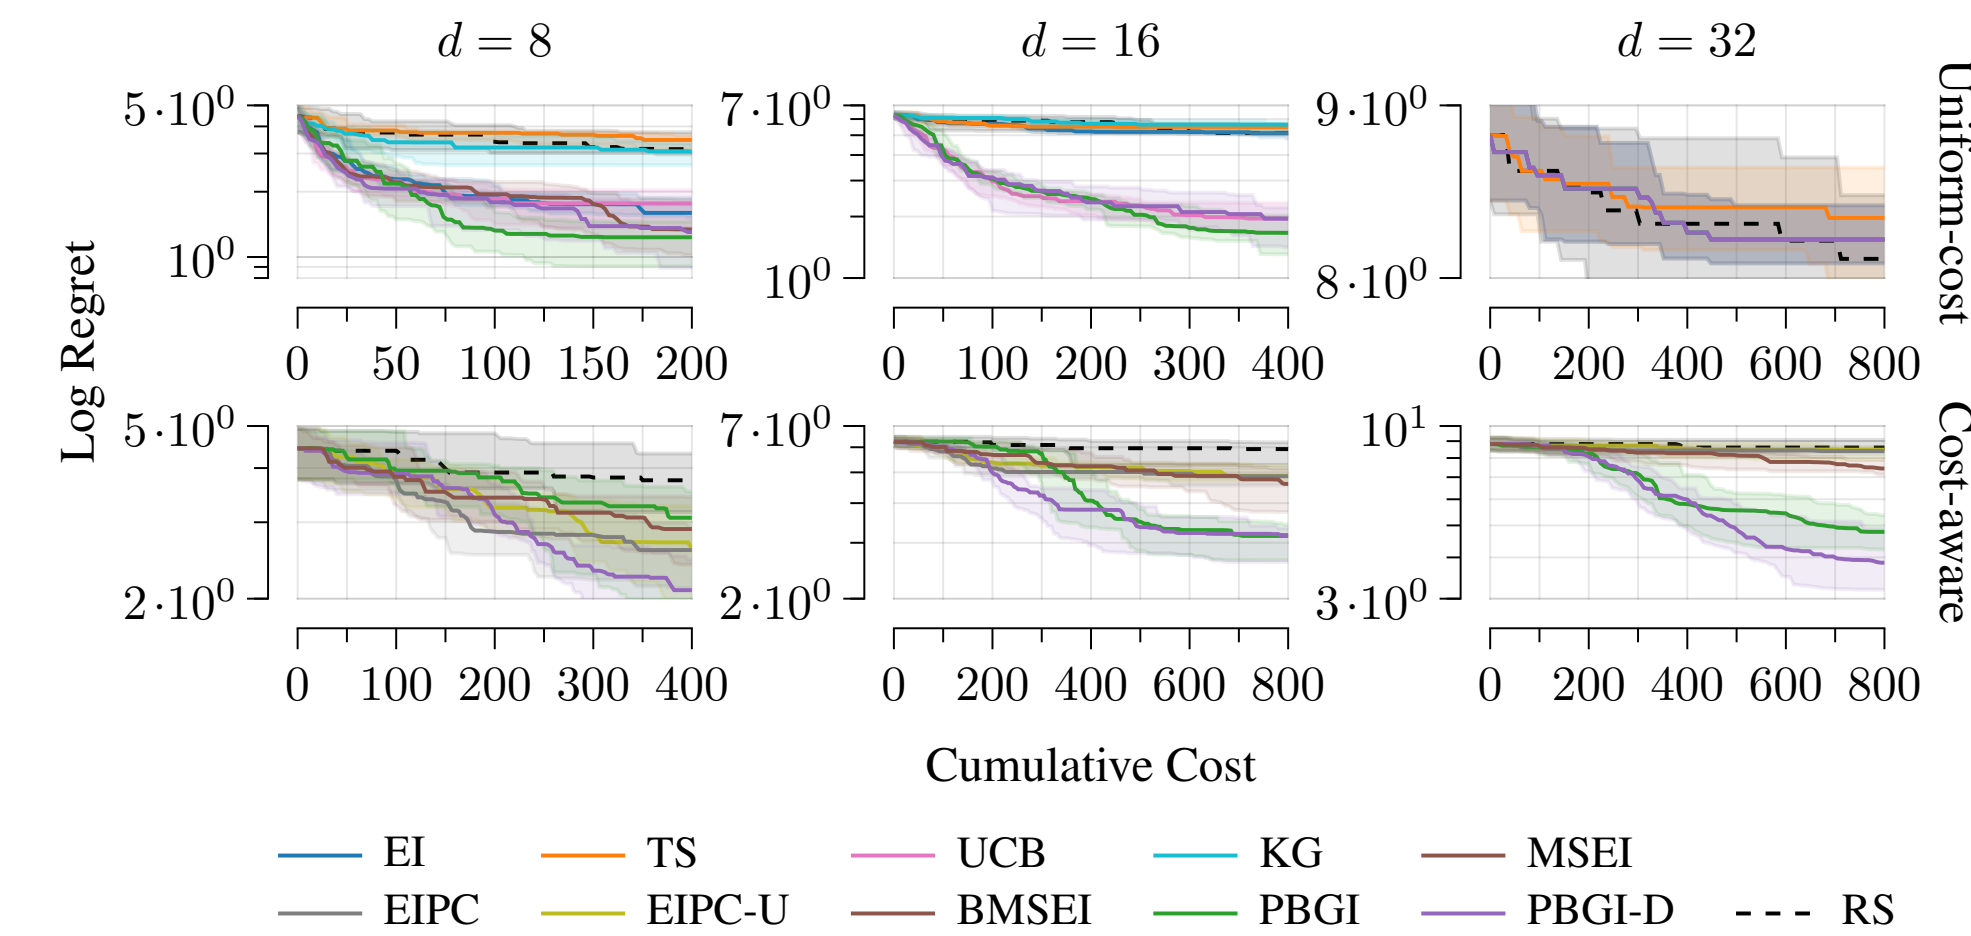 d = 8 d = 16 d = 32
5·10⁰ 7·10⁰ 9·10⁰
10⁰ 10⁰ 8·10⁰
0 50 100 150 200 0 100 200 300 400 0 200 400 600 800
Uniform-cost
Log Regret
5·10⁰ 7·10⁰ 10¹
2·10⁰ 2·10⁰ 3·10⁰
0 100 200 300 400 0 200 400 600 800 0 200 400 600 800
Cost-aware
Cumulative Cost
EI TS UCB KG MSEI
EIPC EIPC-U BMSEI PBGI PBGI-D RS